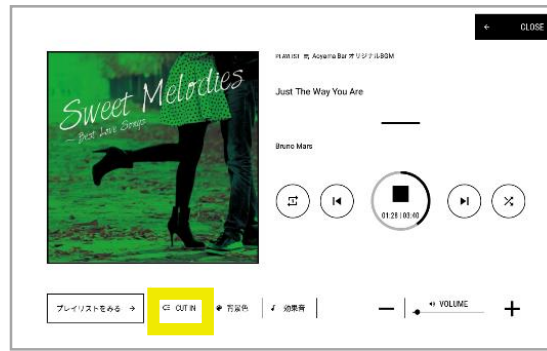 ← CLOSE
PLAYLIST Aoyama Bar オリジナルBGM
Sweet Melodies
~ Best Love Songs
Just The Way You Are
Bruno Mars
01:28 | 03:40
プレイリストをみる →
CUT IN
背景色
効果音
VOLUME